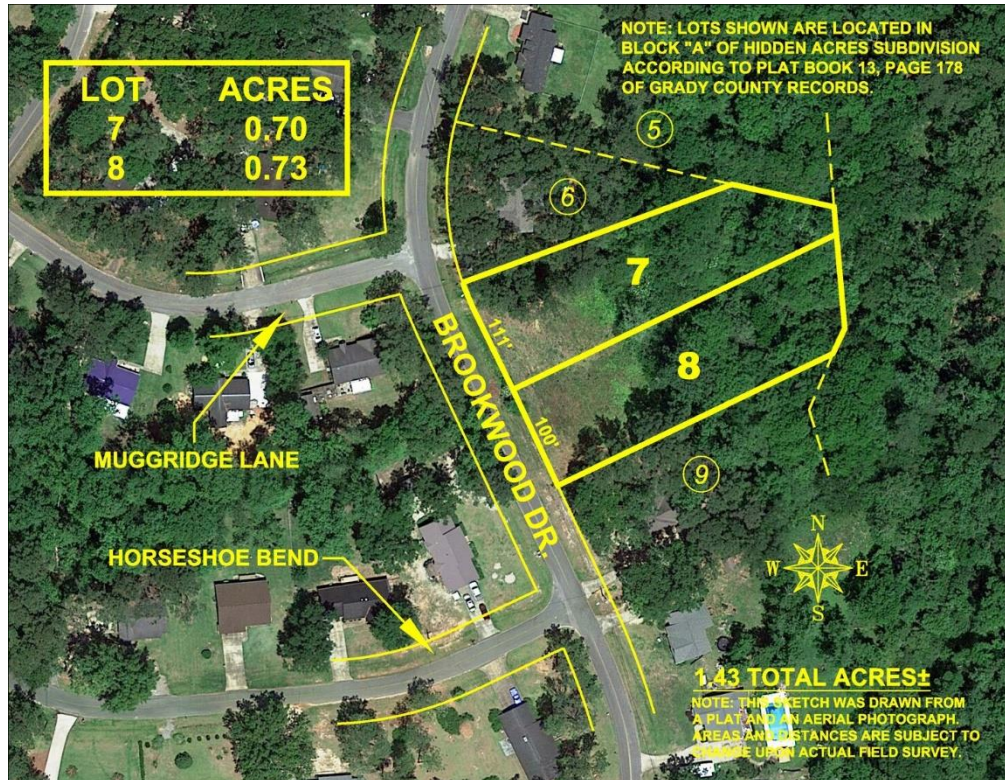 NOTE: LOTS SHOWN ARE LOCATED IN
BLOCK "A" OF HIDDEN ACRES SUBDIVISION
ACCORDING TO PLAT BOOK 13, PAGE 178
OF GRADY COUNTY RECORDS.
LOT ACRES
7 0.70
8 0.73
5
6
7
111'
8
BROOKWOOD DR.
100'
MUGGRIDGE LANE
9
HORSESHOE BEND
N
W E
S
1.43 TOTAL ACRES±
NOTE: THIS SKETCH WAS DRAWN FROM
A PLAT AND AN AERIAL PHOTOGRAPH.
AREAS AND DISTANCES ARE SUBJECT TO
CHANGE UPON ACTUAL FIELD SURVEY.